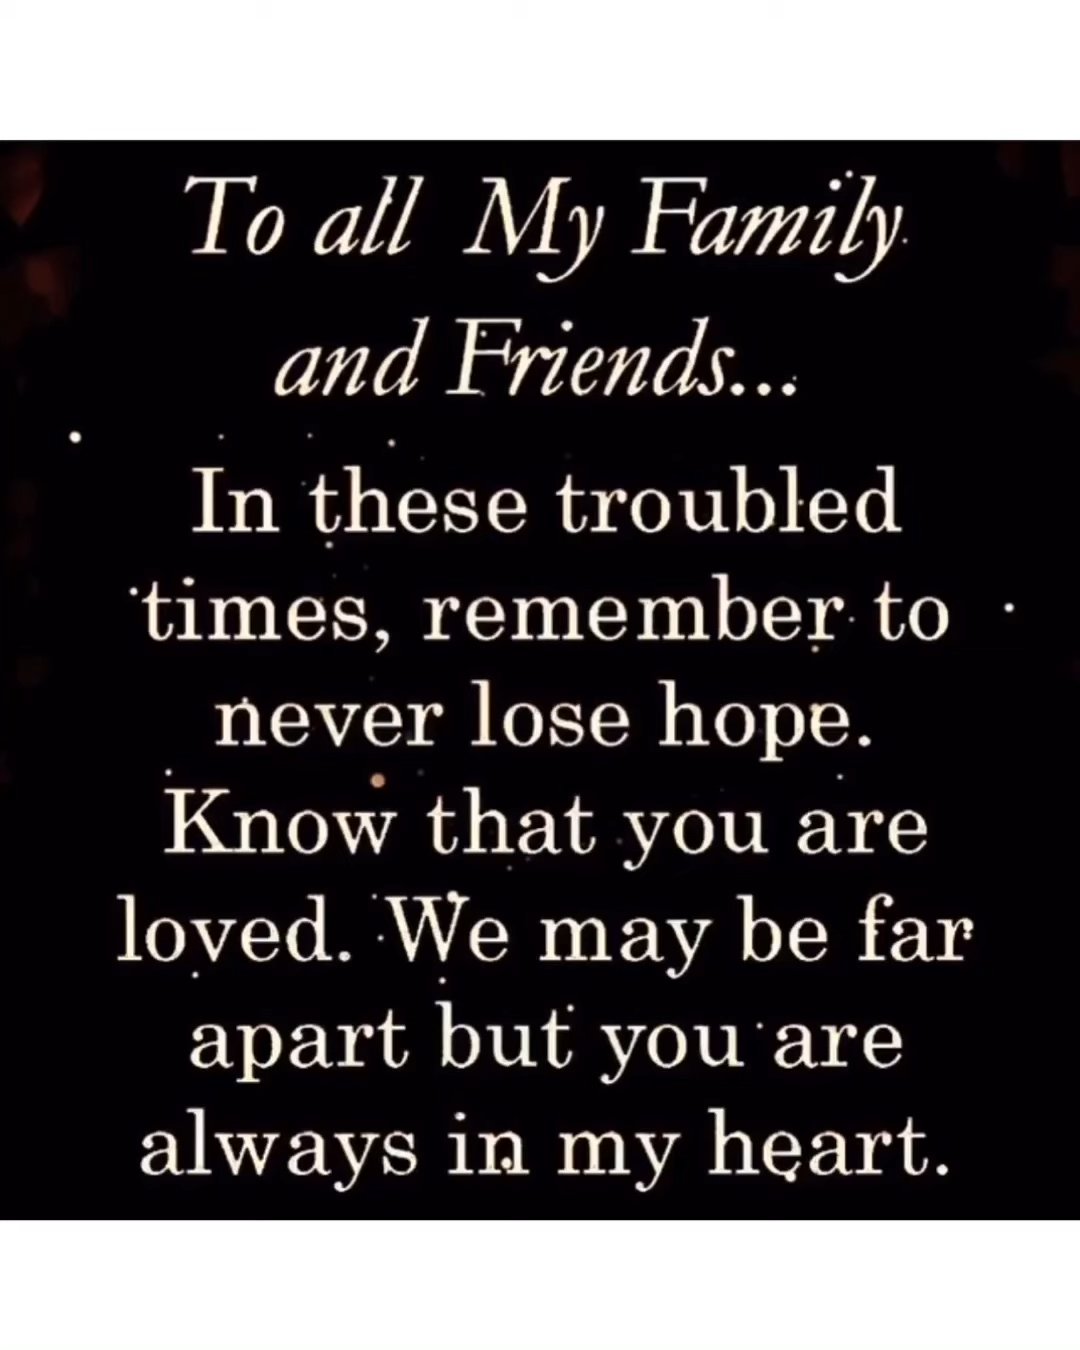 To all My Family
and Friends...
In these troubled
times, remember to
never lose hope.
Know that you are
loved. We may be far
apart but you are
always in my heart.